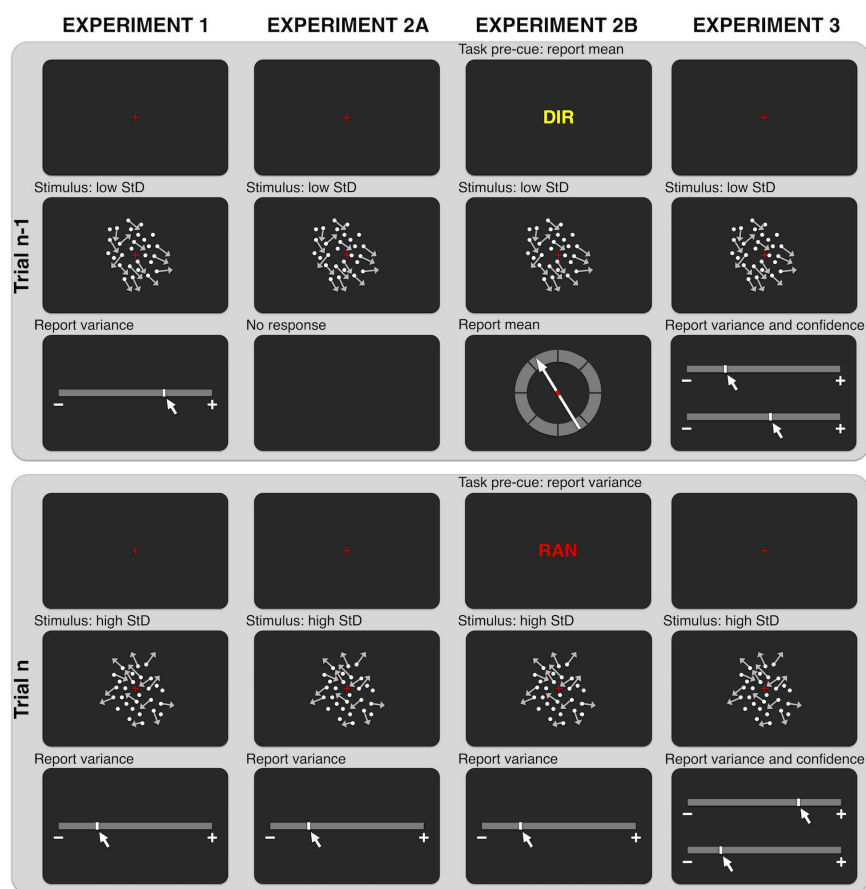 EXPERIMENT 1 EXPERIMENT 2A EXPERIMENT 2B EXPERIMENT 3
Trial n-1
Task pre-cue: report mean
DIR
Stimulus: low StD Stimulus: low StD Stimulus: low StD Stimulus: low StD
Report variance No response Report mean Report variance and confidence
− +
− +
− +
Trial n
Task pre-cue: report variance
RAN
Stimulus: high StD Stimulus: high StD Stimulus: high StD Stimulus: high StD
Report variance Report variance Report variance Report variance and confidence
− +
− + − + − +
− +